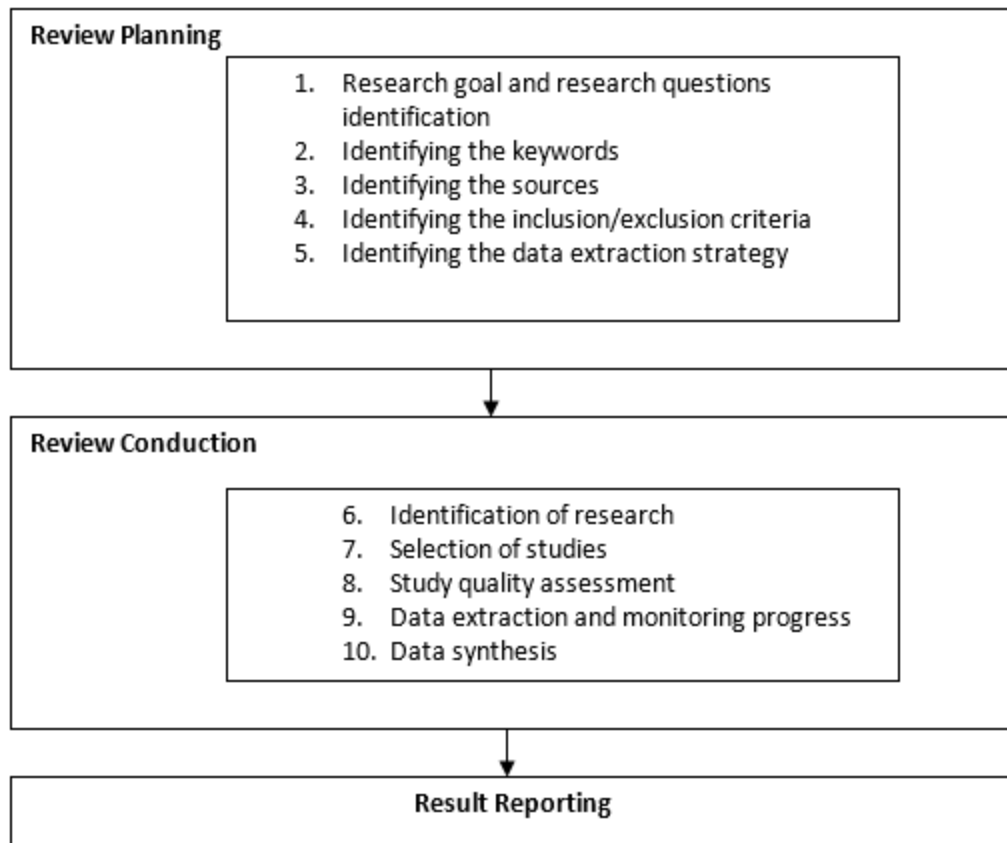 Review Planning
1. Research goal and research questions
identification
2. Identifying the keywords
3. Identifying the sources
4. Identifying the inclusion/exclusion criteria
5. Identifying the data extraction strategy
Review Conduction
6. Identification of research
7. Selection of studies
8. Study quality assessment
9. Data extraction and monitoring progress
10. Data synthesis
Result Reporting